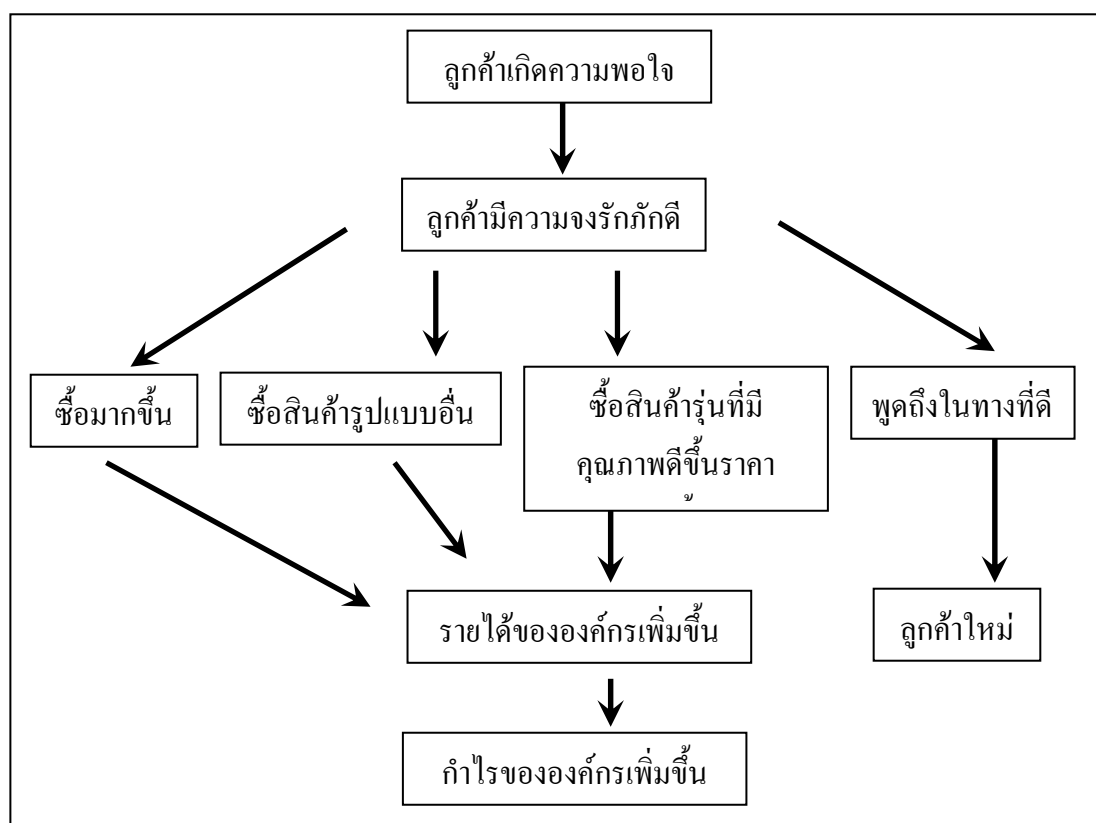 ลูกค้าเกิดความพอใจ
ลูกค้ามีความจงรักภักดี
ซื้อมากขึ้น
ซื้อสินค้ารูปแบบอื่น
ซื้อสินค้ารุ่นที่มี
คุณภาพดีขึ้นราคา
พูดถึงในทางที่ดี
รายได้ขององค์กรเพิ่มขึ้น
ลูกค้าใหม่
กำไรขององค์กรเพิ่มขึ้น